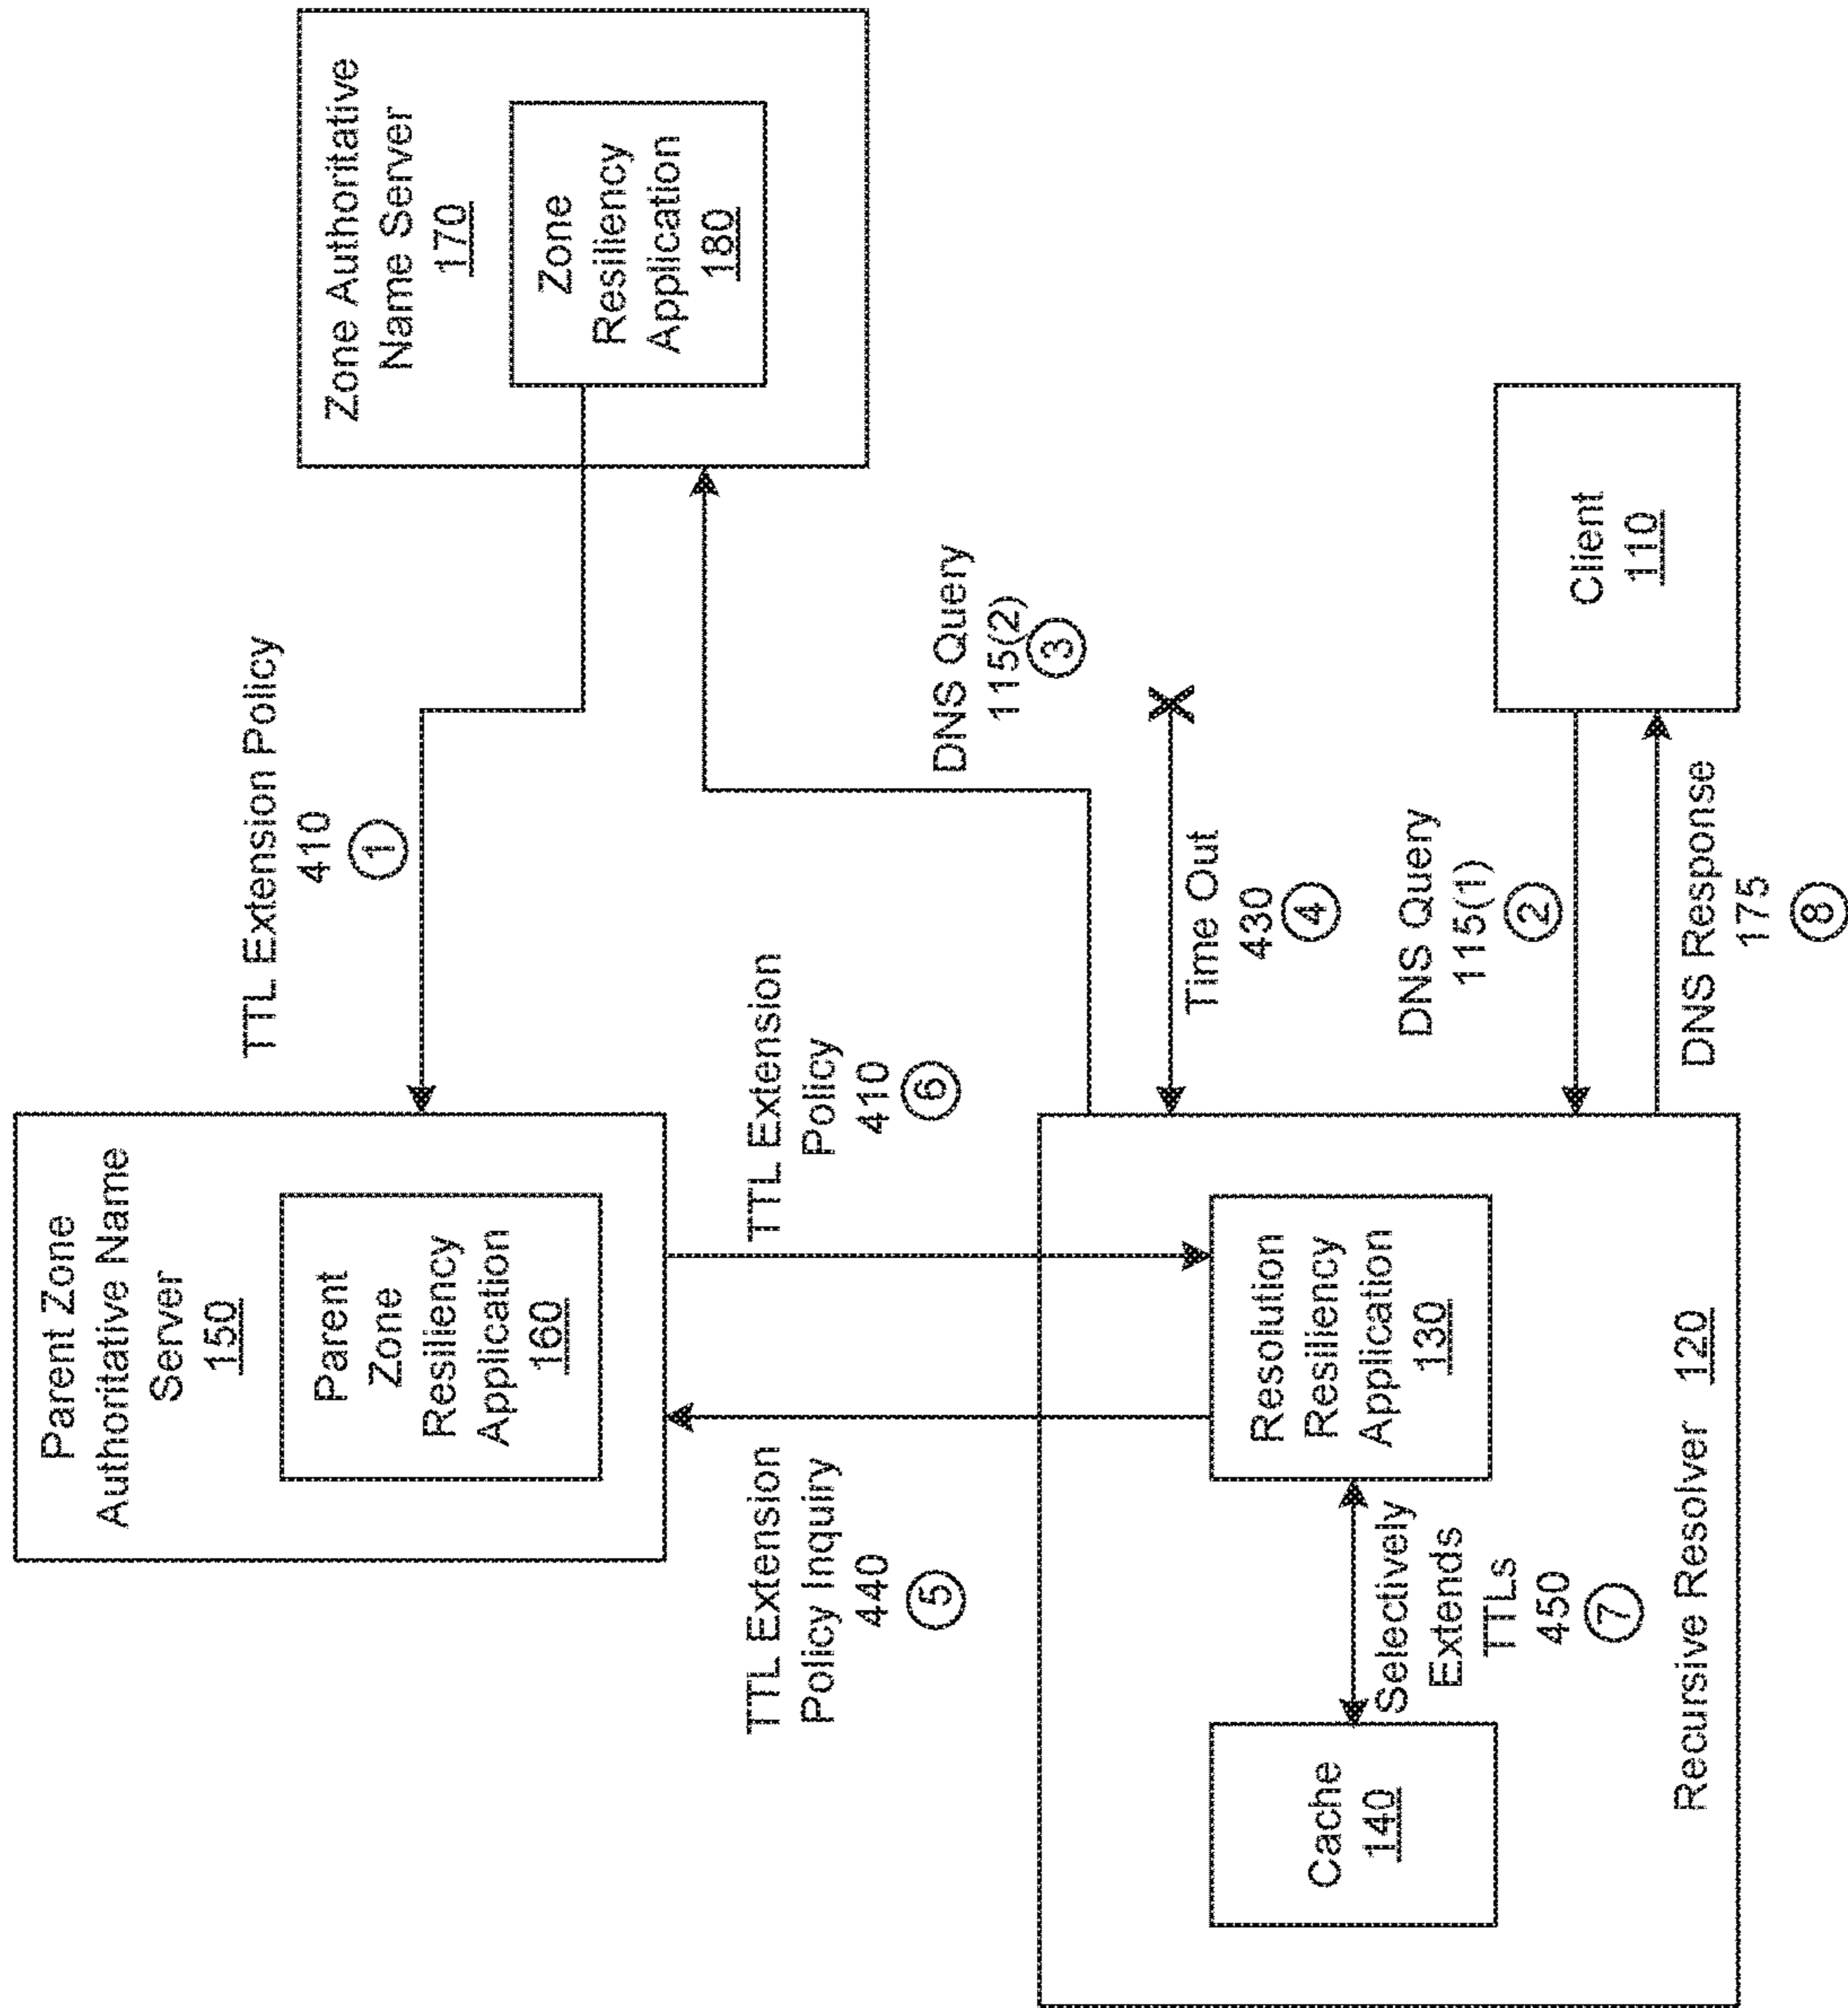 Parent Zone
Authoritative Name
Server
150
Parent
Zone
Resiliency
Application
160
TTL Extension Policy
410
1
Zone Authoritative
Name Server
170
Zone
Resiliency
Application
180
TTL Extension
Policy Inquiry
440
5
TTL Extension
Policy
410
6
DNS Query
115(2)
3
Cache
140
Selectively
Extends
TTLs
450
7
Resolution
Resiliency
Application
130
Recursive Resolver 120
Time Out
430
4
DNS Query
115(1)
2
DNS Response
175
8
Client
110